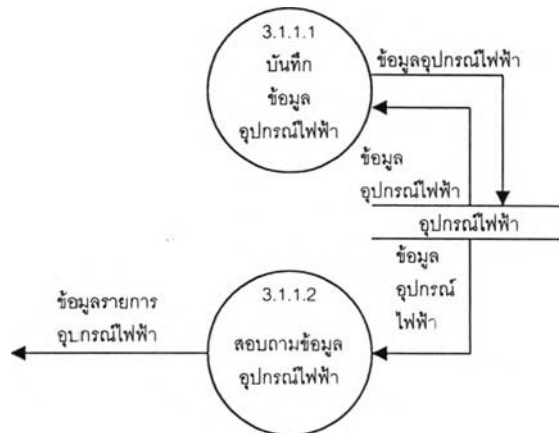 3.1.1.1
บันทึก
ข้อมูล
อุปกรณ์ไฟฟ้า
ข้อมูลอุปกรณ์ไฟฟ้า
ข้อมูล
อุปกรณ์ไฟฟ้า
อุปกรณ์ไฟฟ้า
ข้อมูล
อุปกรณ์
ไฟฟ้า
3.1.1.2
สอบถามข้อมูล
อุปกรณ์ไฟฟ้า
ข้อมูลรายการ
อุปกรณ์ไฟฟ้า